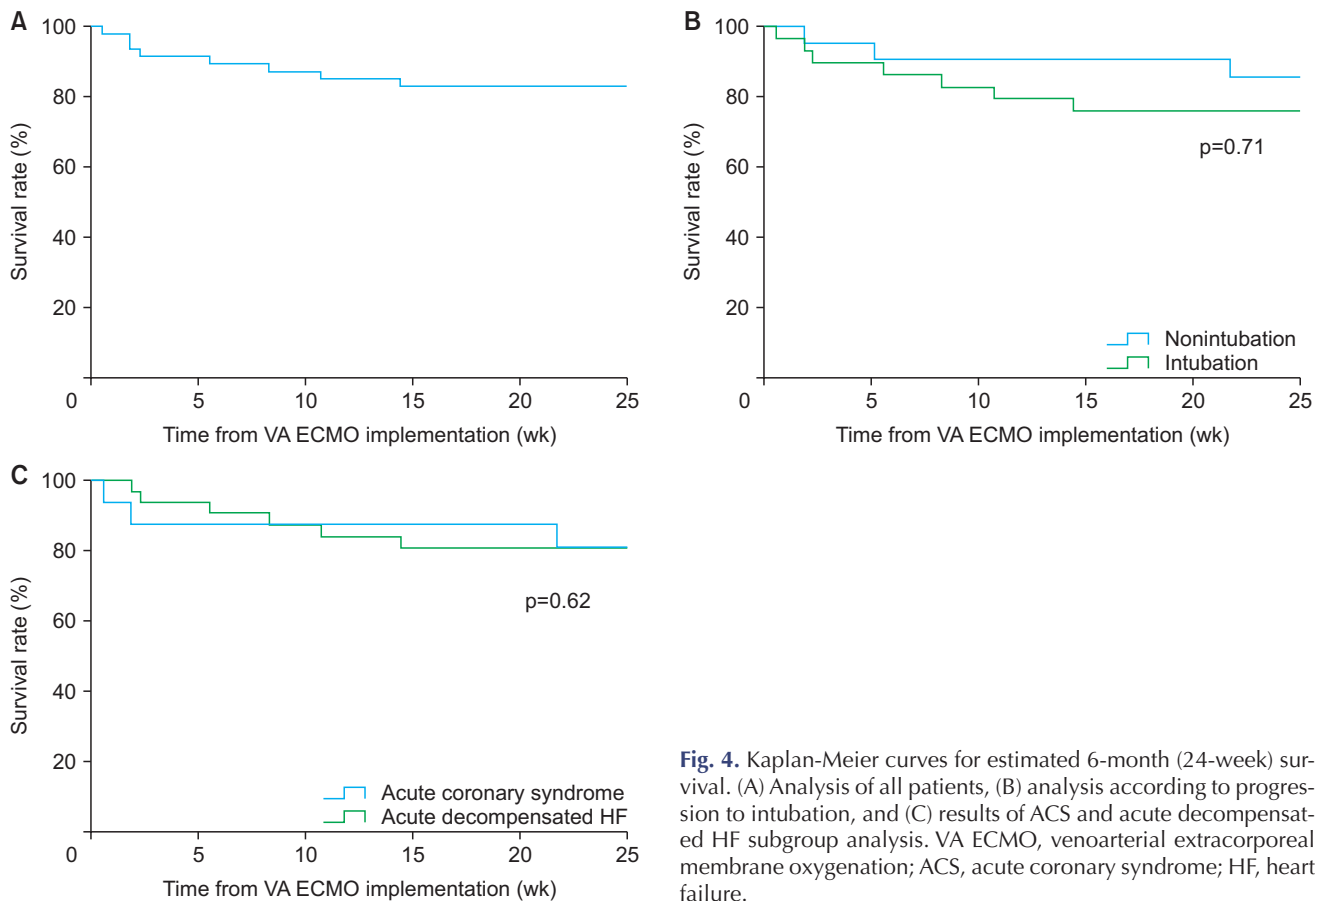 A
Survival rate (%)
100
80
60
40
20
0 5 10 15 20 25
Time from VA ECMO implementation (wk)
B
Survival rate (%)
100
80
60
40
20
p=0.71
Nonintubation
Intubation
0 5 10 15 20 25
Time from VA ECMO implementation (wk)
C
Survival rate (%)
100
80
60
40
20
p=0.62
Acute coronary syndrome
Acute decompensated HF
0 5 10 15 20 25
Time from VA ECMO implementation (wk)
Fig. 4. Kaplan-Meier curves for estimated 6-month (24-week) sur-
vival. (A) Analysis of all patients, (B) analysis according to progres-
sion to intubation, and (C) results of ACS and acute decompensat-
ed HF subgroup analysis. VA ECMO, venoarterial extracorporeal
membrane oxygenation; ACS, acute coronary syndrome; HF, heart
failure.